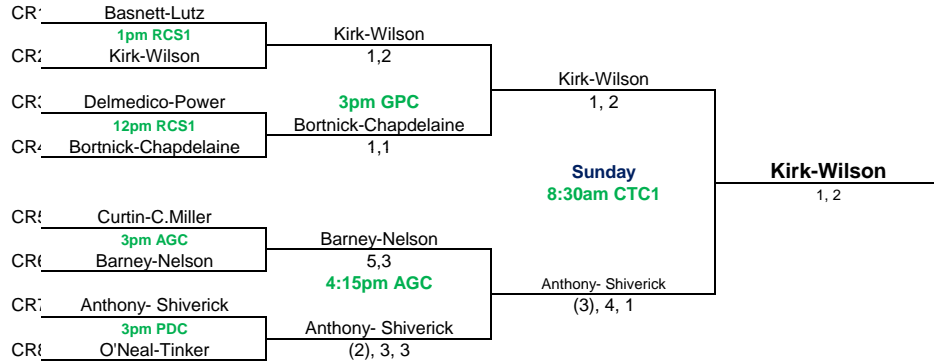 CR1 Basnett-Lutz
1pm RCS1
CR2 Kirk-Wilson
Kirk-Wilson
1,2
CR3 Delmedico-Power
12pm RCS1
CR4 Bortnick-Chapdelaine
3pm GPC
Bortnick-Chapdelaine
1,1
Kirk-Wilson
1, 2
Sunday
8:30am CTC1
Kirk-Wilson
1, 2
CR5 Curtin-C.Miller
3pm AGC
CR6 Barney-Nelson
Barney-Nelson
5,3
4:15pm AGC
CR7 Anthony- Shiverick
3pm PDC
CR8 O'Neal-Tinker
Anthony- Shiverick
(2), 3, 3
Anthony- Shiverick
(3), 4, 1